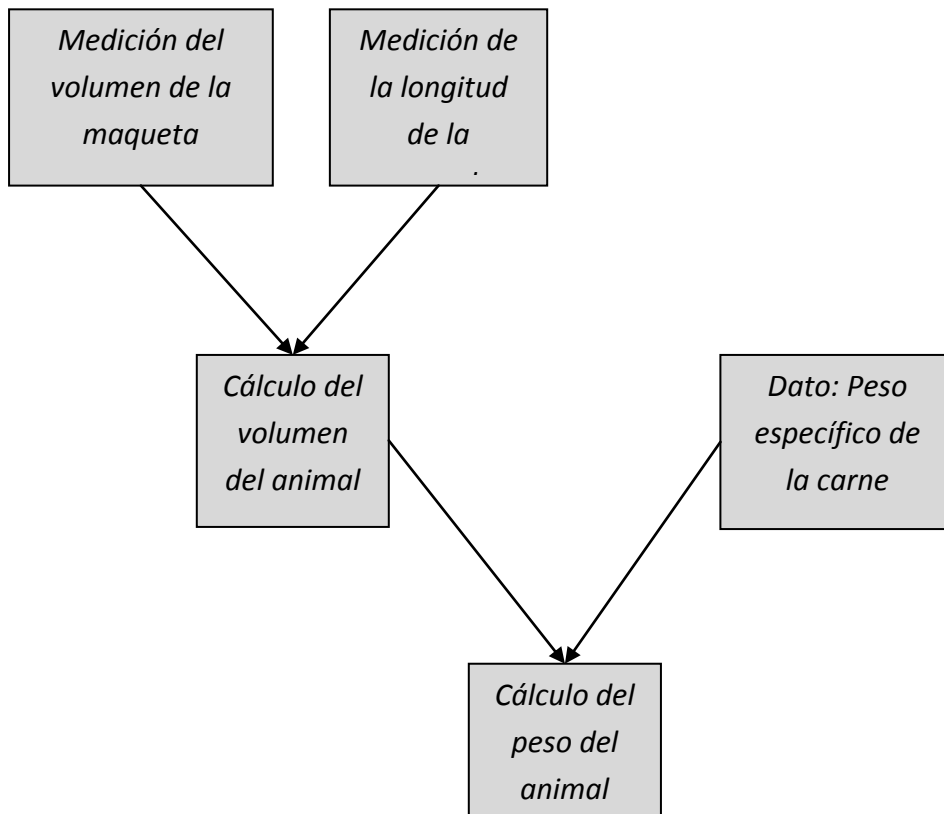 Medición del
volumen de la
maqueta
Medición de
la longitud
de la
Cálculo del
volumen
del animal
Dato: Peso
específico de
la carne
Cálculo del
peso del
animal